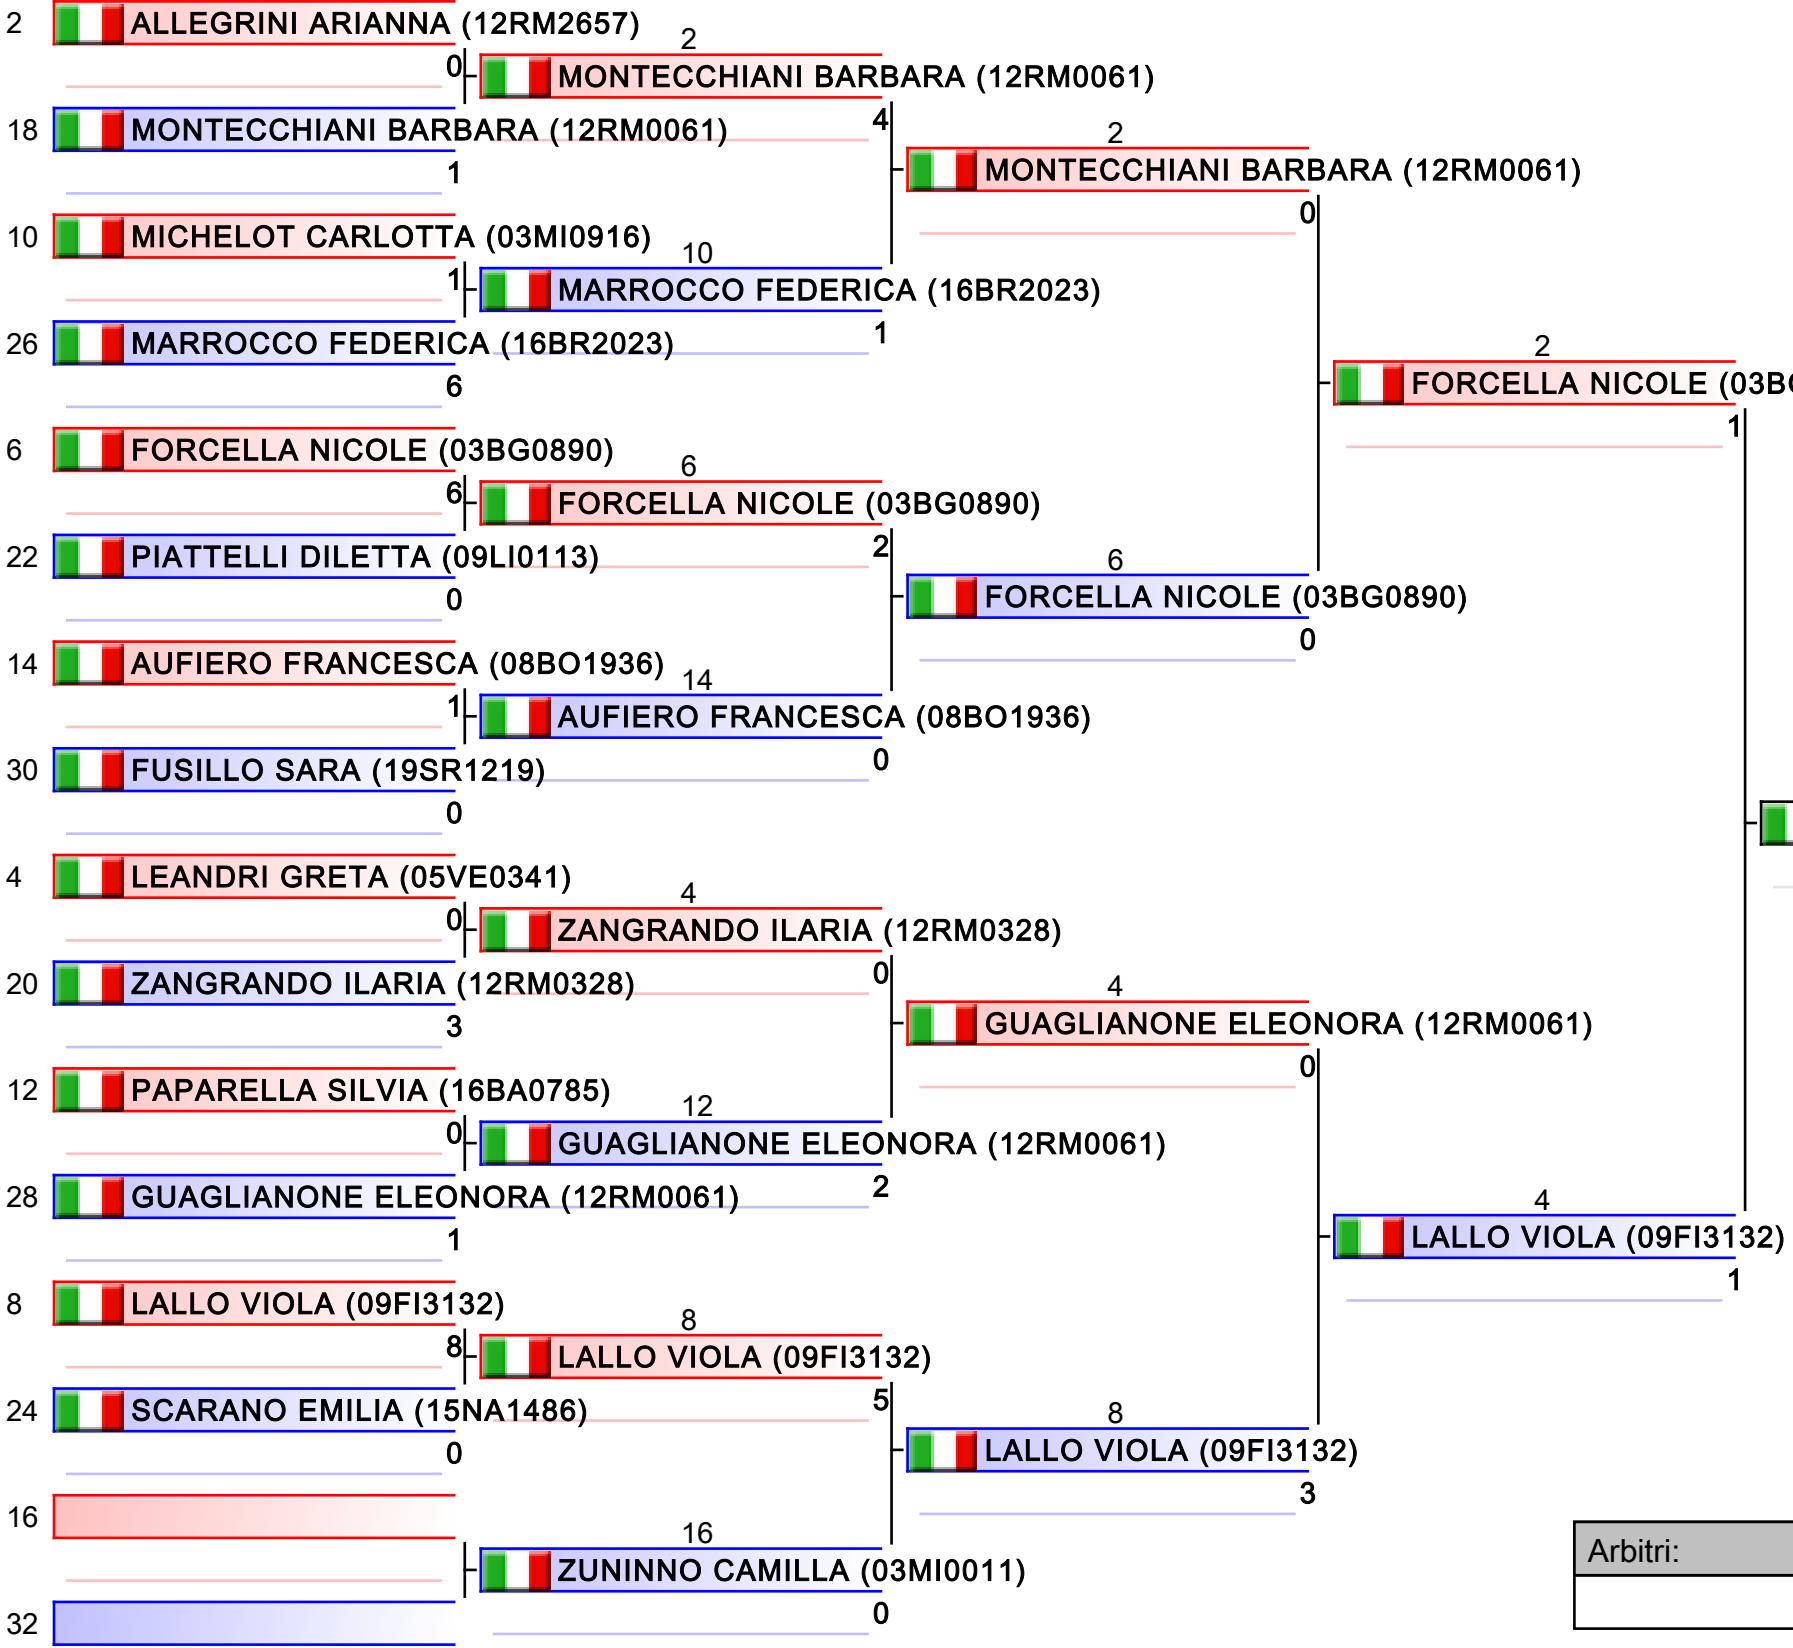 2 ALLEGRINI ARIANNA (12RM2657)
0
18 MONTECCHIANI BARBARA (12RM0061)
1
10 MICHELOT CARLOTTA (03MI0916)
1
26 MARROCCO FEDERICA (16BR2023)
6
6 FORCELLA NICOLE (03BG0890)
6
22 PIATTELLI DILETTA (09LI0113)
0
14 AUFIERO FRANCESCA (08BO1936)
1
30 FUSILLO SARA (19SR1219)
0
4 LEANDRI GRETA (05VE0341)
0
20 ZANGRANDO ILARIA (12RM0328)
3
12 PAPARELLA SILVIA (16BA0785)
0
28 GUAGLIANONE ELEONORA (12RM0061)
1
8 LALLO VIOLA (09FI3132)
8
24 SCARANO EMILIA (15NA1486)
0
16
32
2
MONTECCHIANI BARBARA (12RM0061)
4
10
MARROCCO FEDERICA (16BR2023)
1
6
FORCELLA NICOLE (03BG0890)
2
14
AUFIERO FRANCESCA (08BO1936)
0
4
ZANGRANDO ILARIA (12RM0328)
0
12
GUAGLIANONE ELEONORA (12RM0061)
2
8
LALLO VIOLA (09FI3132)
5
16
ZUNINNO CAMILLA (03MI0011)
0
2
MONTECCHIANI BARBARA (12RM0061)
0
6
FORCELLA NICOLE (03BG0890)
0
4
GUAGLIANONE ELEONORA (12RM0061)
0
8
LALLO VIOLA (09FI3132)
3
2
FORCELLA NICOLE
1
4
LALLO VIOLA (09FI3132)
1
Arbitri: